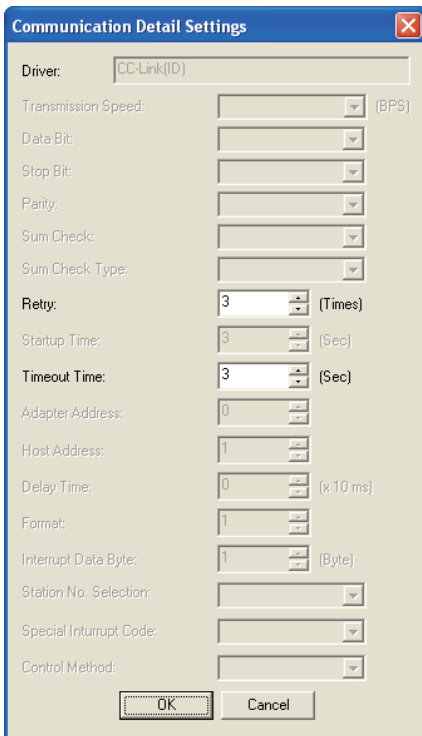 Communication Detail Settings
Driver: CC-Link(ID)
Transmission Speed: (BPS)
Data Bit:
Stop Bit:
Parity:
Sum Check:
Sum Check Type:
Retry: 3 (Times)
Startup Time: 3 (Sec)
Timeout Time: 3 (Sec)
Adapter Address: 0
Host Address: 1
Delay Time: 0 (x 10 ms)
Format: 1
Interrupt Data Byte: 1 (Byte)
Station No. Selection:
Special Inturrupt Code:
Control Method:
OK Cancel